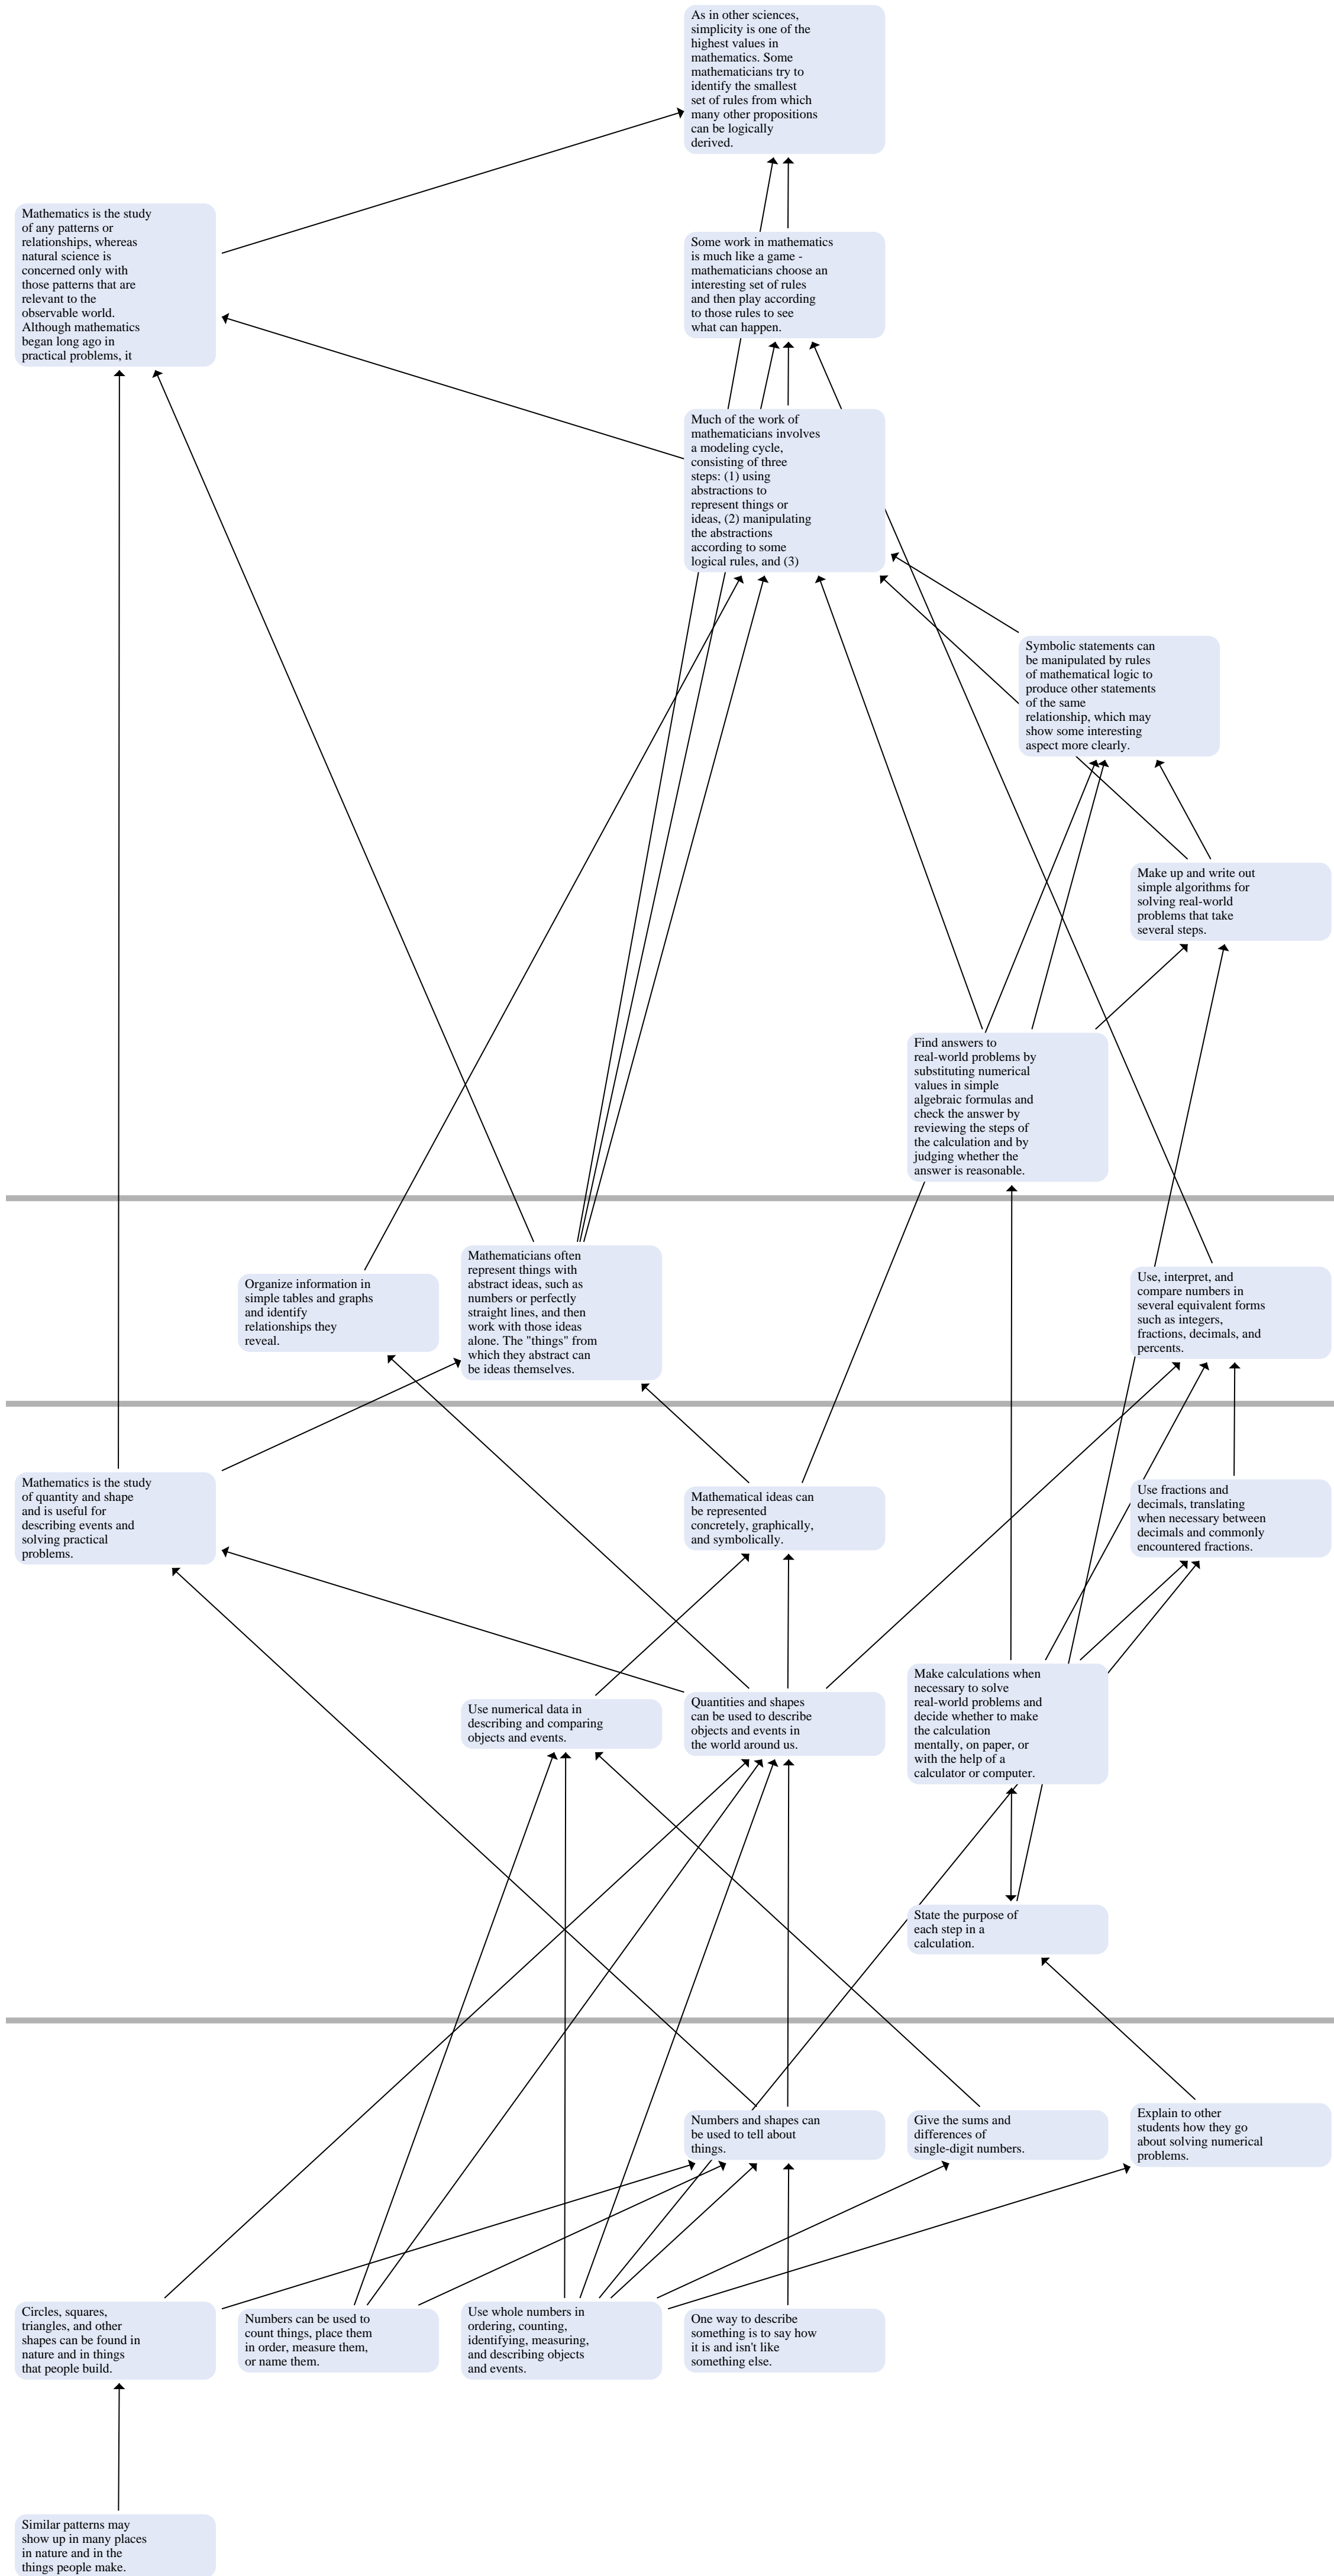 As in other sciences,
simplicity is one of the
highest values in
mathematics. Some
mathematicians try to
identify the smallest
set of rules from which
many other propositions
can be logically
derived.
Mathematics is the study
of any patterns or
relationships, whereas
natural science is
concerned only with
those patterns that are
relevant to the
observable world.
Although mathematics
began long ago in
practical problems, it
Some work in mathematics
is much like a game -
mathematicians choose an
interesting set of rules
and then play according
to those rules to see
what can happen.
Much of the work of
mathematicians involves
a modeling cycle,
consisting of three
steps: (1) using
abstractions to
represent things or
ideas, (2) manipulating
the abstractions
according to some
logical rules, and (3)
Symbolic statements can
be manipulated by rules
of mathematical logic to
produce other statements
of the same
relationship, which may
show some interesting
aspect more clearly.
Make up and write out
simple algorithms for
solving real-world
problems that take
several steps.
Find answers to
real-world problems by
substituting numerical
values in simple
algebraic formulas and
check the answer by
reviewing the steps of
the calculation and by
judging whether the
answer is reasonable.
Organize information in
simple tables and graphs
and identify
relationships they
reveal.
Mathematicians often
represent things with
abstract ideas, such as
numbers or perfectly
straight lines, and then
work with those ideas
alone. The "things" from
which they abstract can
be ideas themselves.
Use, interpret, and
compare numbers in
several equivalent forms
such as integers,
fractions, decimals, and
percents.
Mathematics is the study
of quantity and shape
and is useful for
describing events and
solving practical
problems.
Mathematical ideas can
be represented
concretely, graphically,
and symbolically.
Use fractions and
decimals, translating
when necessary between
decimals and commonly
encountered fractions.
Use numerical data in
describing and comparing
objects and events.
Quantities and shapes
can be used to describe
objects and events in
the world around us.
Make calculations when
necessary to solve
real-world problems and
decide whether to make
the calculation
mentally, on paper, or
with the help of a
calculator or computer.
State the purpose of
each step in a
calculation.
Numbers and shapes can
be used to tell about
things.
Give the sums and
differences of
single-digit numbers.
Explain to other
students how they go
about solving numerical
problems.
Circles, squares,
triangles, and other
shapes can be found in
nature and in things
that people build.
Numbers can be used to
count things, place them
in order, measure them,
or name them.
Use whole numbers in
ordering, counting,
identifying, measuring,
and describing objects
and events.
One way to describe
something is to say how
it is and isn't like
something else.
Similar patterns may
show up in many places
in nature and in the
things people make.